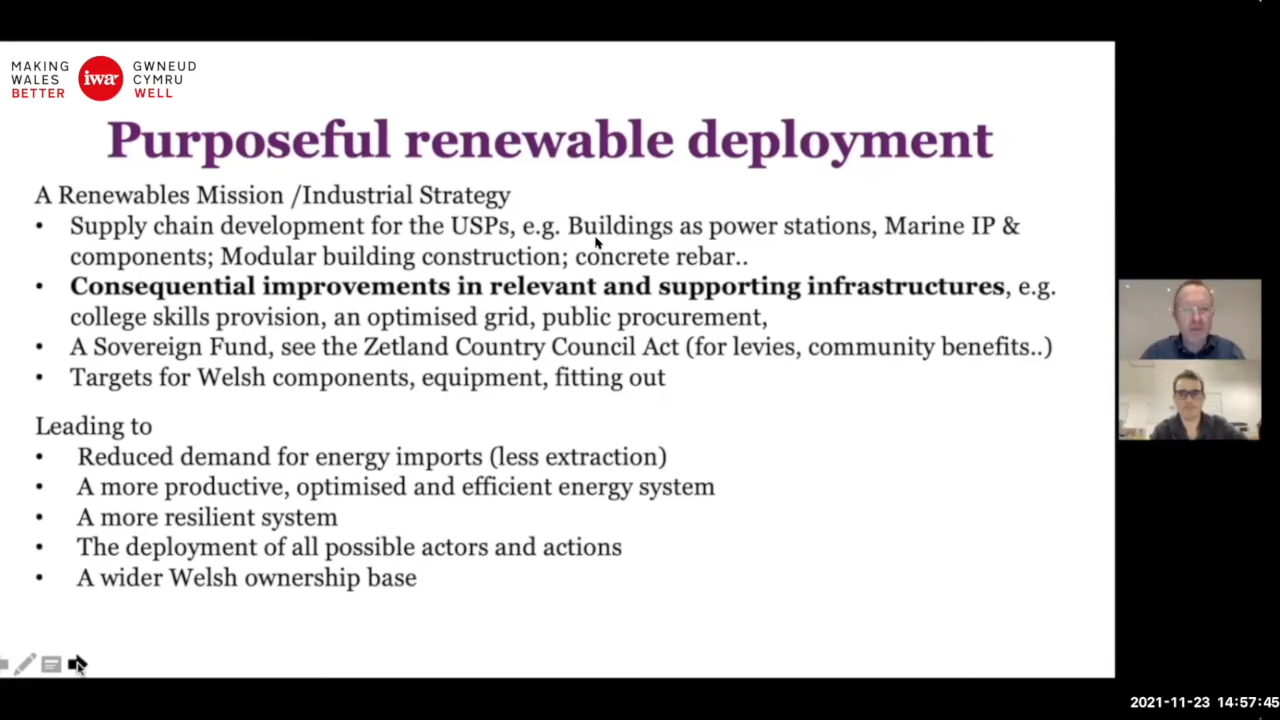 MAKING
WALES
BETTER
iwa
GWNEUD
CYMRU
WELL
Purposeful renewable deployment
A Renewables Mission /Industrial Strategy
• Supply chain development for the USPs, e.g. Buildings as power stations, Marine IP &
components; Modular building construction; concrete rebar..
• Consequential improvements in relevant and supporting infrastructures, e.g.
college skills provision, an optimised grid, public procurement,
• A Sovereign Fund, see the Zetland Country Council Act (for levies, community benefits..)
• Targets for Welsh components, equipment, fitting out
Leading to
• Reduced demand for energy imports (less extraction)
• A more productive, optimised and efficient energy system
• A more resilient system
• The deployment of all possible actors and actions
• A wider Welsh ownership base
2021-11-23 14:57:45